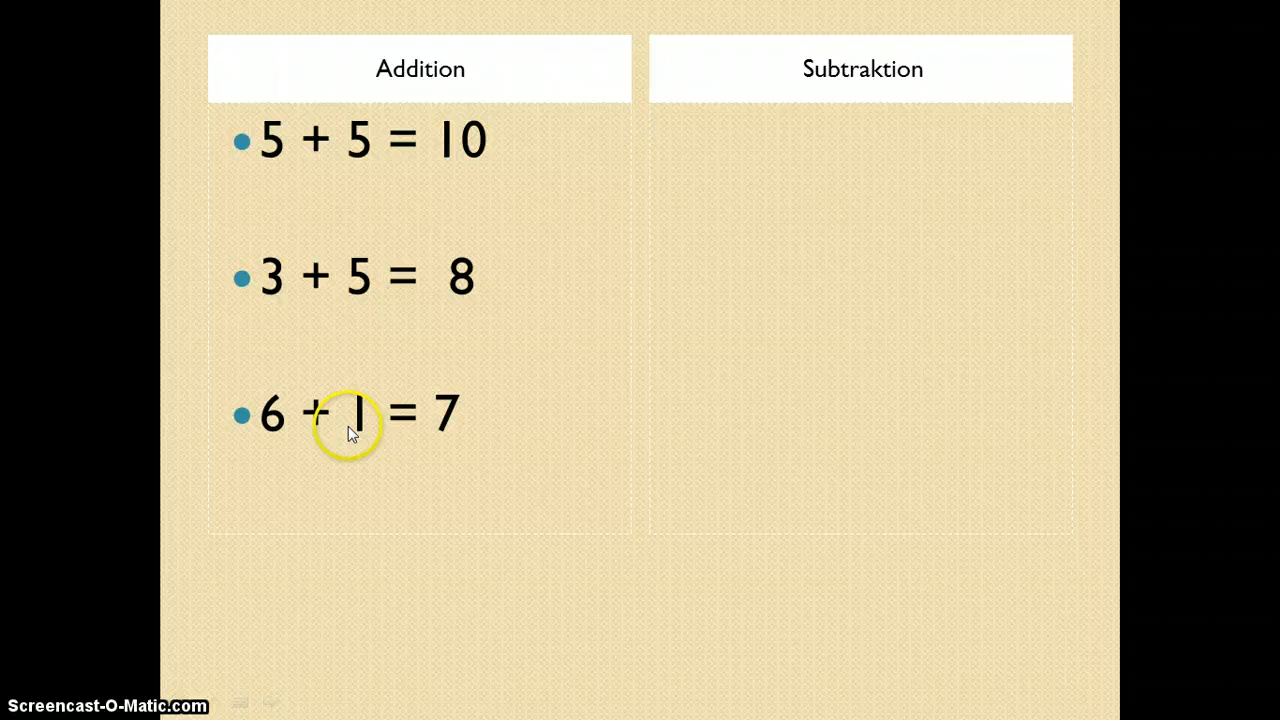 Addition
Subtraktion
5 + 5 = 10
3 + 5 = 8
6 + 1 = 7
Screencast-O-Matic.com